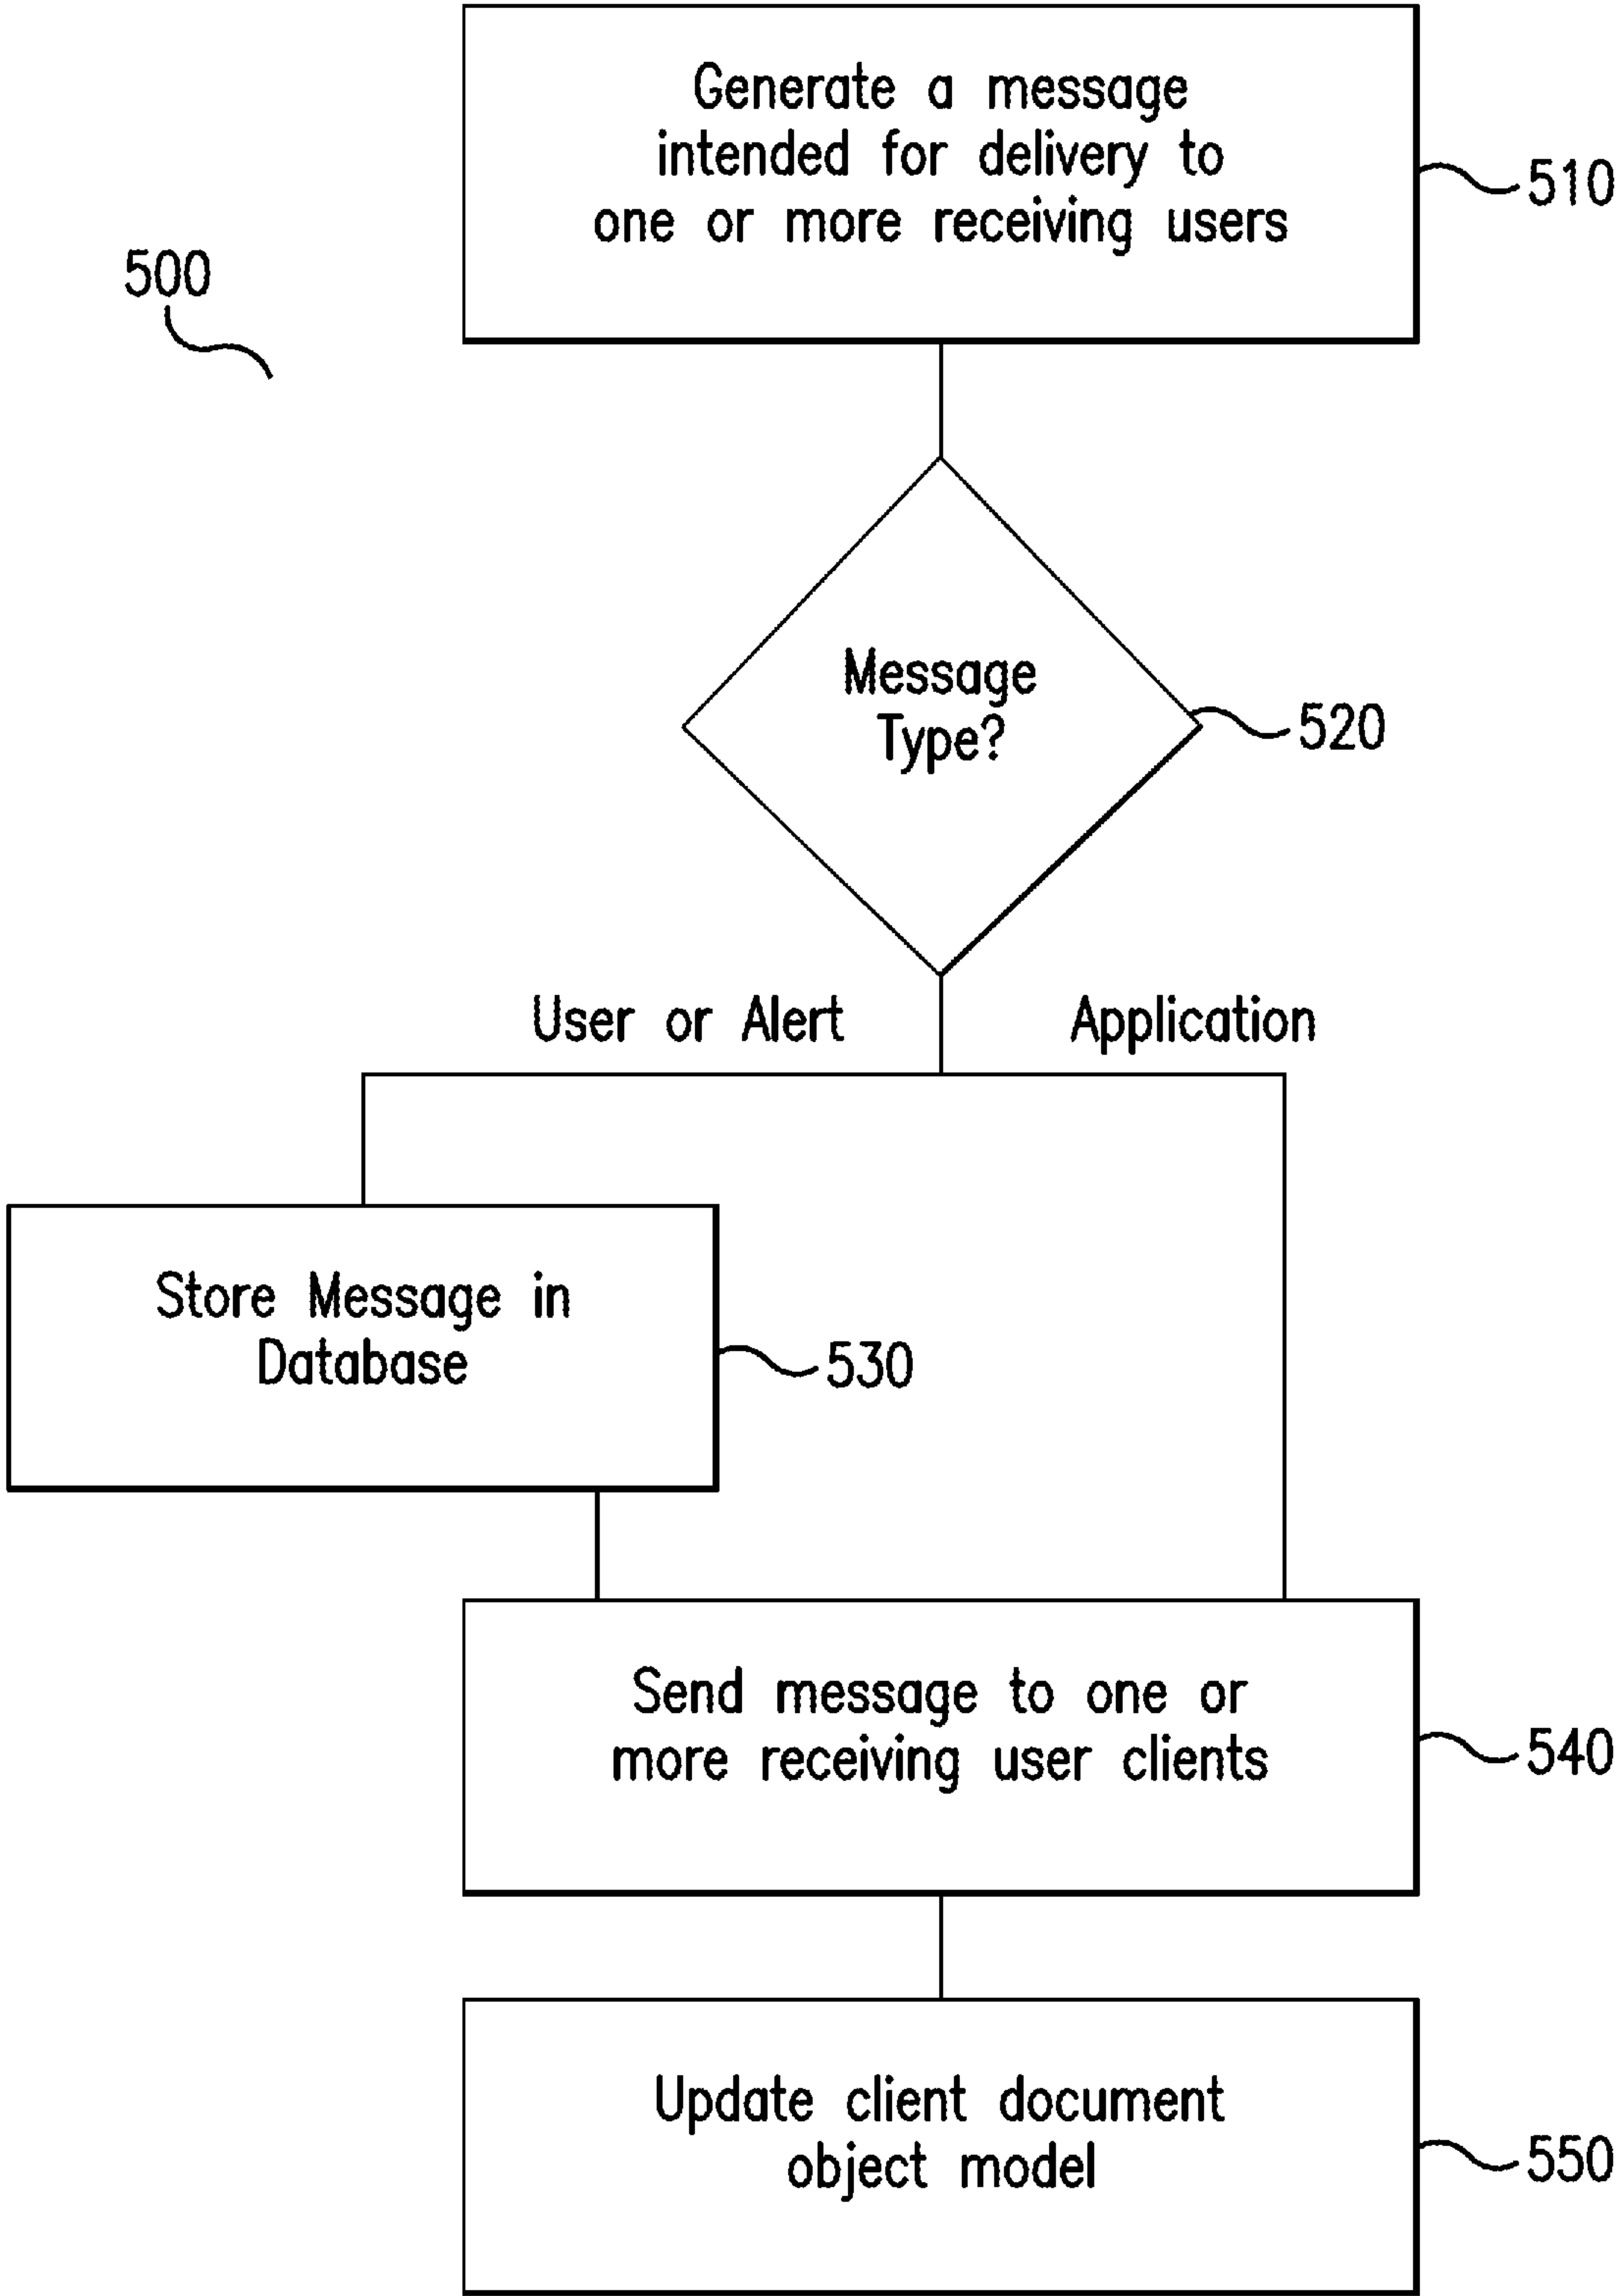 Generate a message
intended for delivery to
one or more receiving users
510
500
Message
Type?
520
User or Alert
Application
Store Message in
Database
530
Send message to one or
more receiving user clients
540
Update client document
object model
550